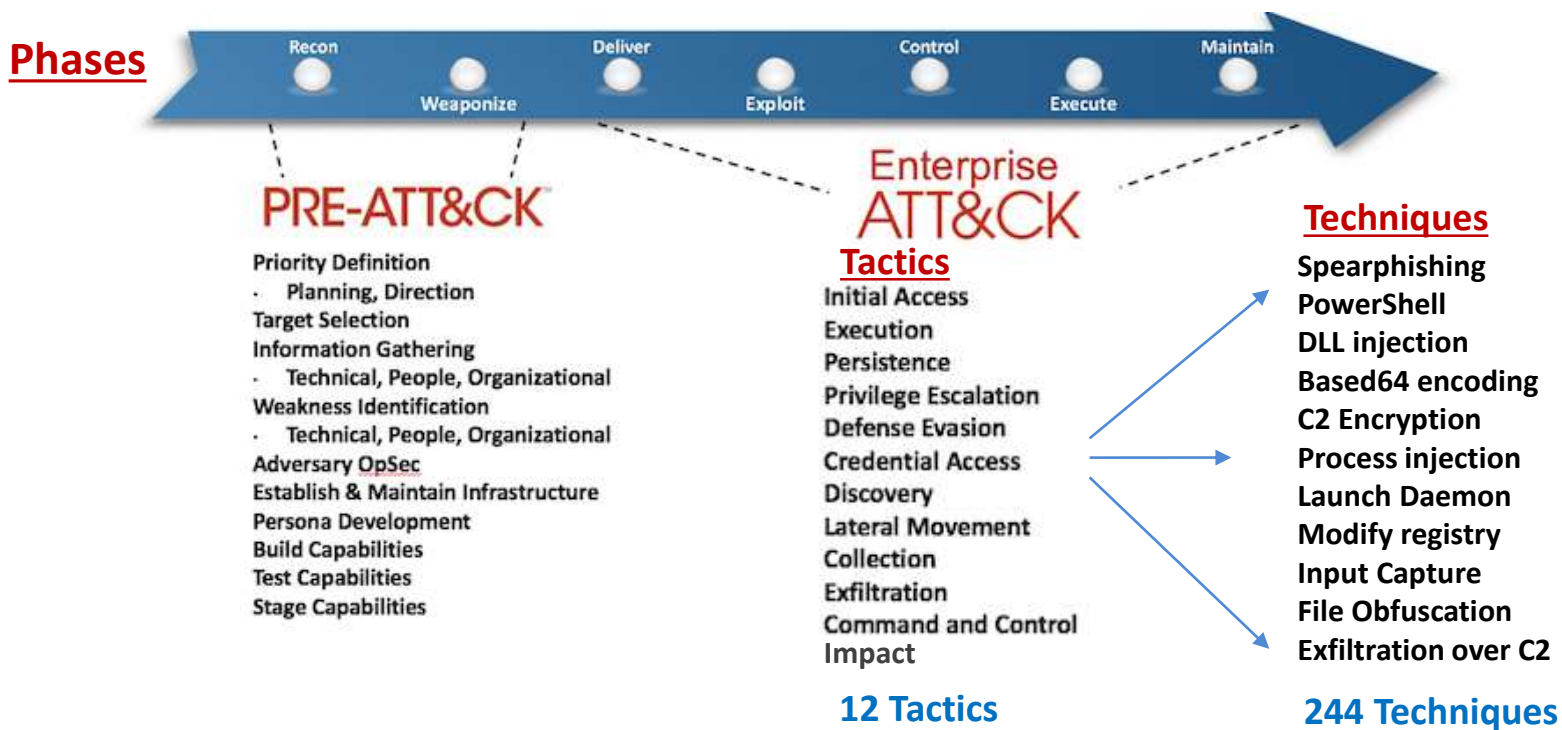 Phases
Recon
Weaponize
Deliver
Exploit
Control
Execute
Maintain
PRE-ATT&CK™
Priority Definition
· Planning, Direction
Target Selection
Information Gathering
· Technical, People, Organizational
Weakness Identification
· Technical, People, Organizational
Adversary OpSec
Establish & Maintain Infrastructure
Persona Development
Build Capabilities
Test Capabilities
Stage Capabilities
Enterprise
ATT&CK
Tactics
Initial Access
Execution
Persistence
Privilege Escalation
Defense Evasion
Credential Access
Discovery
Lateral Movement
Collection
Exfiltration
Command and Control
Impact
12 Tactics
Techniques
Spearphishing
PowerShell
DLL injection
Based64 encoding
C2 Encryption
Process injection
Launch Daemon
Modify registry
Input Capture
File Obfuscation
Exfiltration over C2
244 Techniques